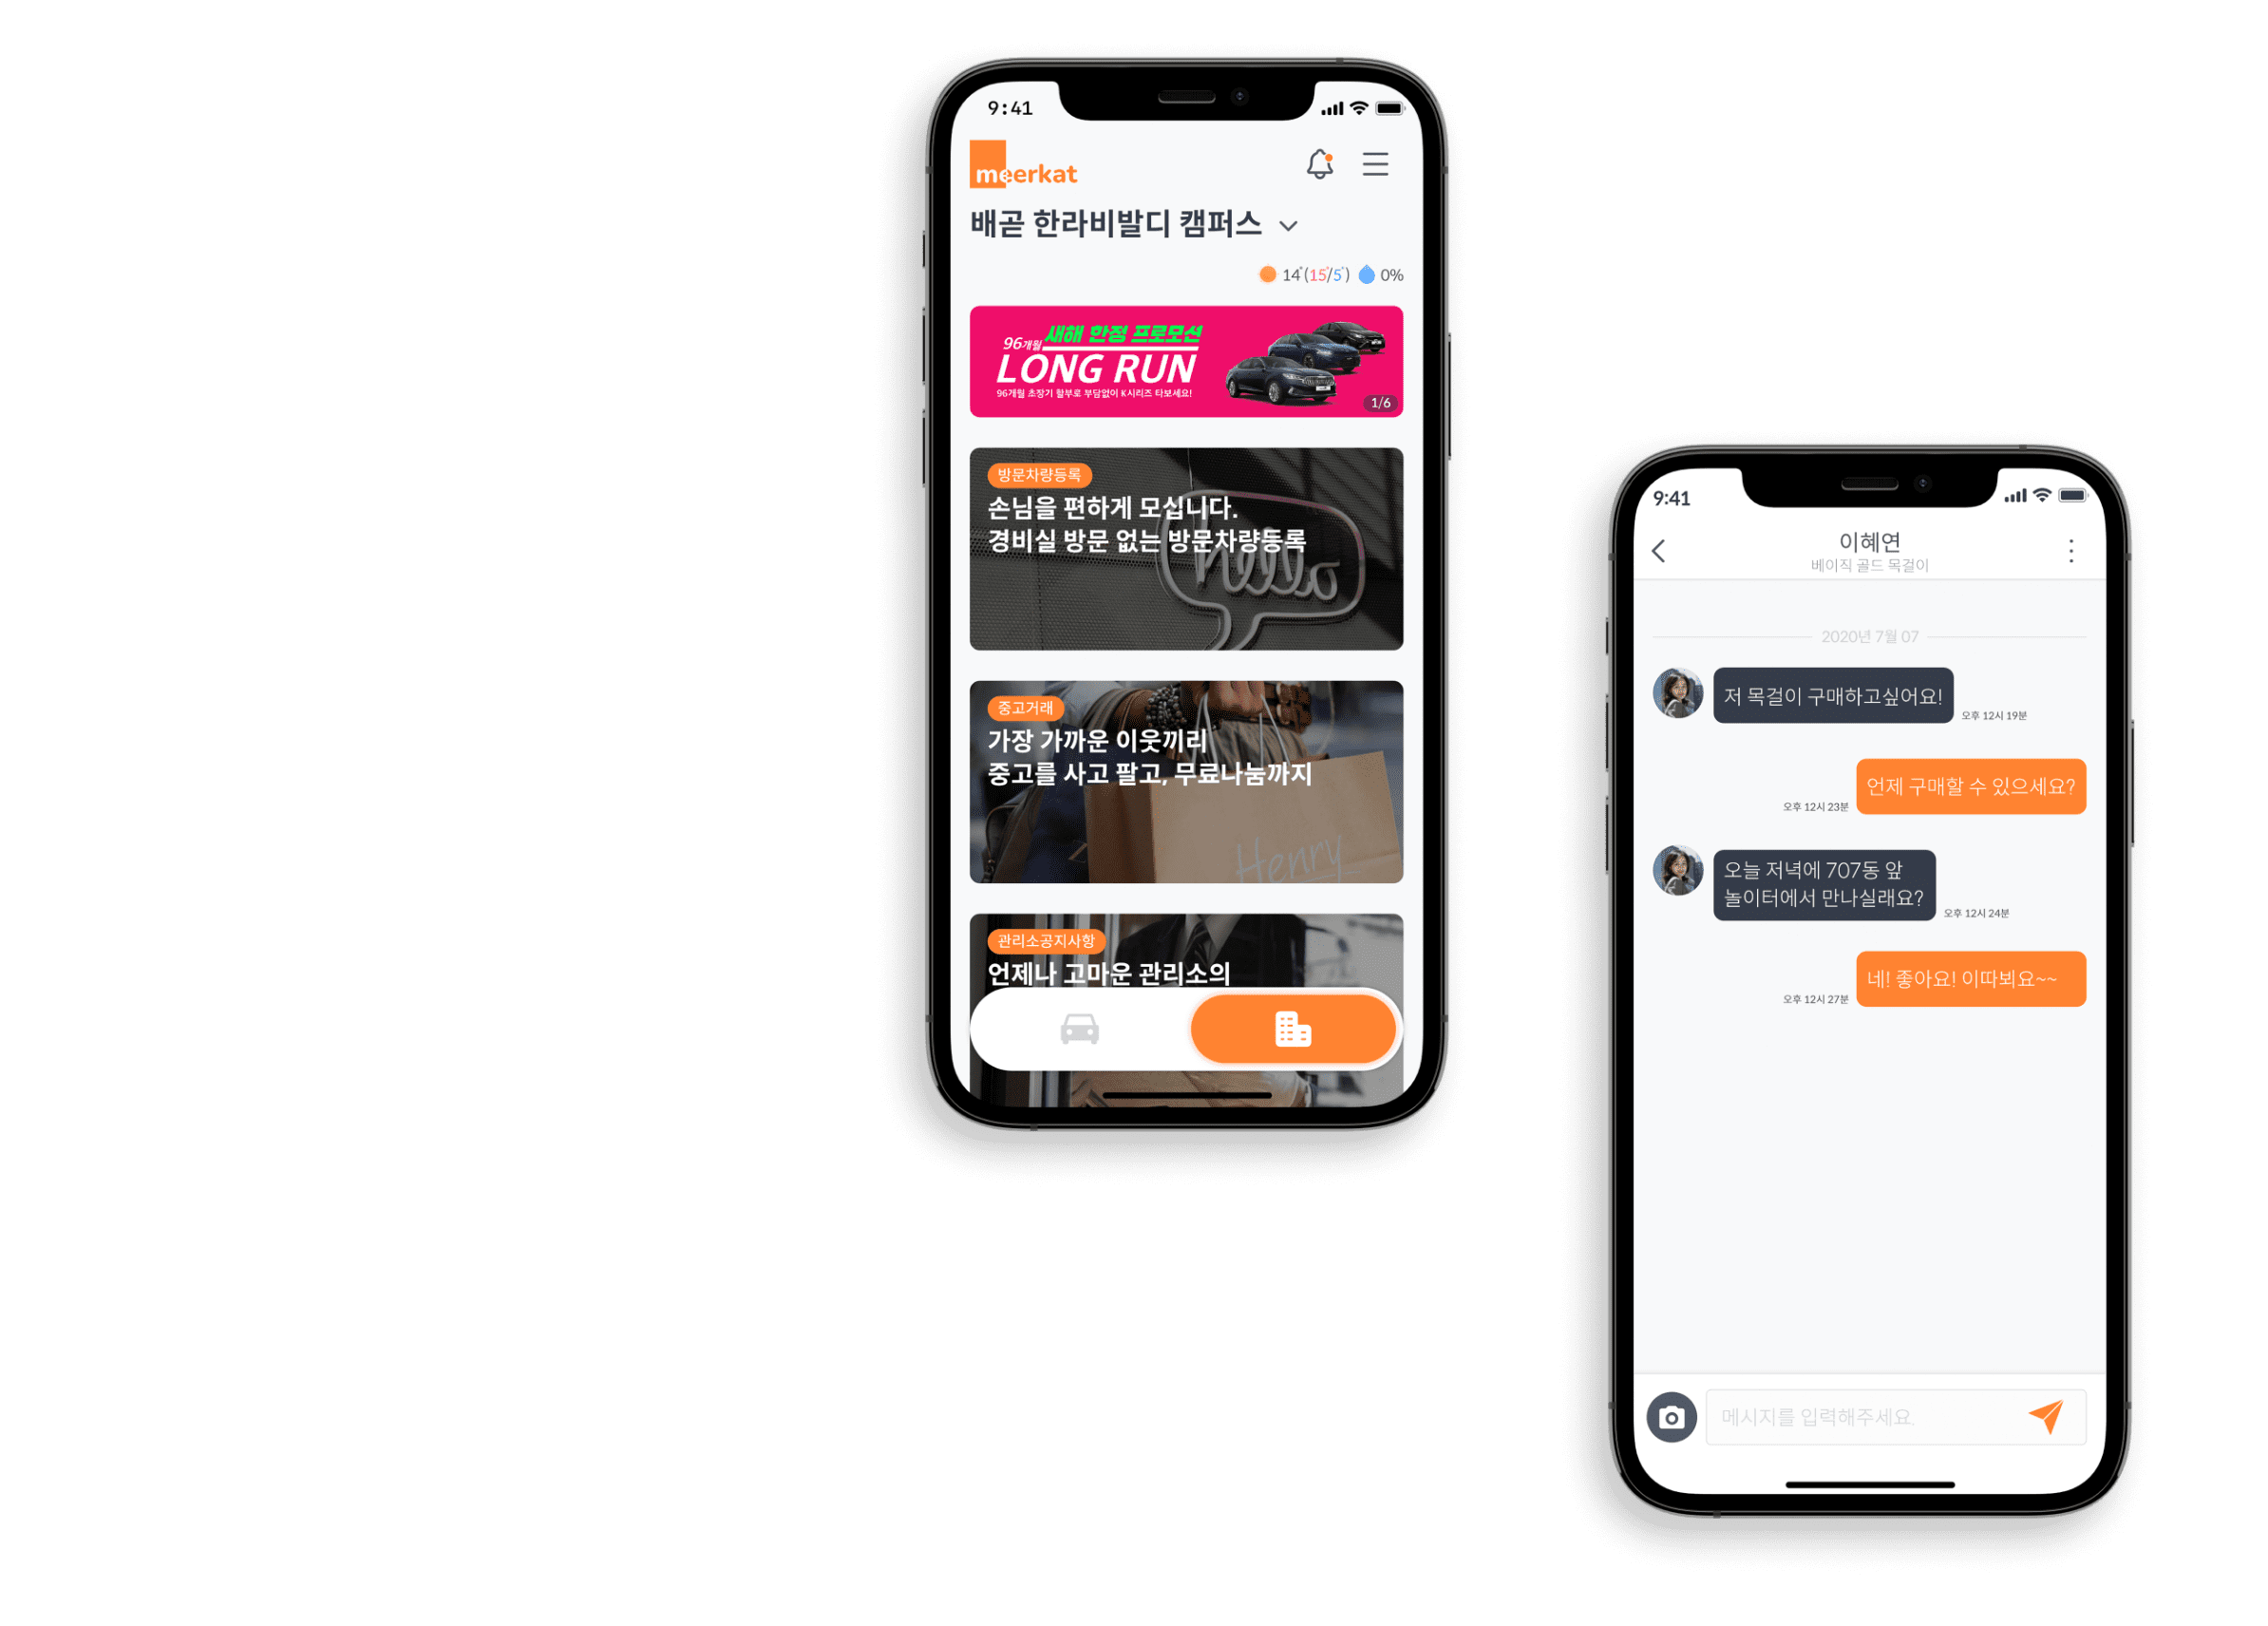 9:41
meerkat
배곧 한라비발디 캠퍼스
14°(15°/5°) 0%
96개월 새해 한정 프로모션
LONG RUN
96개월 초장기 할부로 부담없이 K시리즈 타보세요!
1/6
방문차량등록
손님을 편하게 모십니다.
경비실 방문 없는 방문차량등록
hello
중고거래
가장 가까운 이웃끼리
중고를 사고 팔고, 무료나눔까지
Henry
관리소공지사항
언제나 고마운 관리소의
9:41
이혜연
베이직 골드 목걸이
2020년 7월 07
저 목걸이 구매하고싶어요!
오후 12시 19분
언제 구매할 수 있으세요?
오후 12시 23분
오늘 저녁에 707동 앞
놀이터에서 만나실래요?
오후 12시 24분
네! 좋아요! 이따뵈요~~
오후 12시 27분
메시지를 입력해주세요.